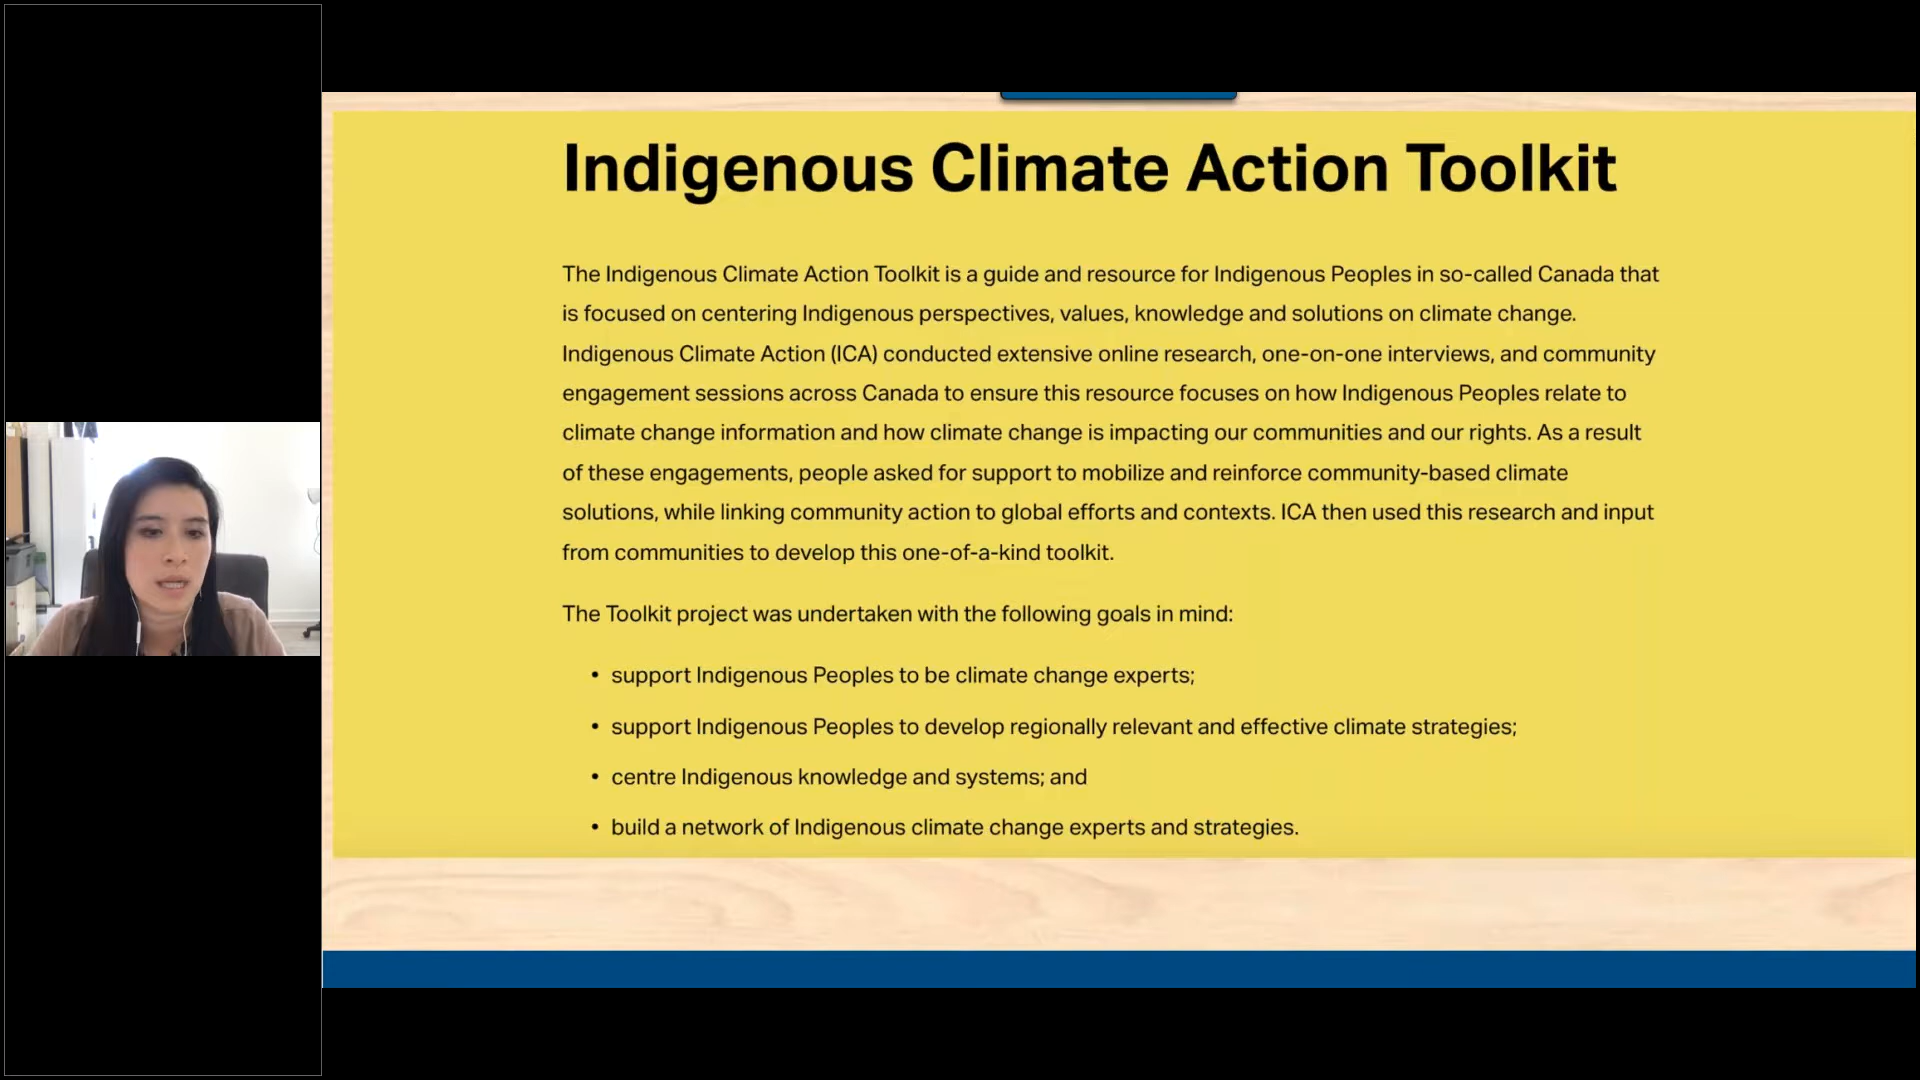 Indigenous Climate Action Toolkit
The Indigenous Climate Action Toolkit is a guide and resource for Indigenous Peoples in so-called Canada that
is focused on centering Indigenous perspectives, values, knowledge and solutions on climate change.
Indigenous Climate Action (ICA) conducted extensive online research, one-on-one interviews, and community
engagement sessions across Canada to ensure this resource focuses on how Indigenous Peoples relate to
climate change information and how climate change is impacting our communities and our rights. As a result
of these engagements, people asked for support to mobilize and reinforce community-based climate
solutions, while linking community action to global efforts and contexts. ICA then used this research and input
from communities to develop this one-of-a-kind toolkit.
The Toolkit project was undertaken with the following goals in mind:
• support Indigenous Peoples to be climate change experts;
• support Indigenous Peoples to develop regionally relevant and effective climate strategies;
• centre Indigenous knowledge and systems; and
• build a network of Indigenous climate change experts and strategies.